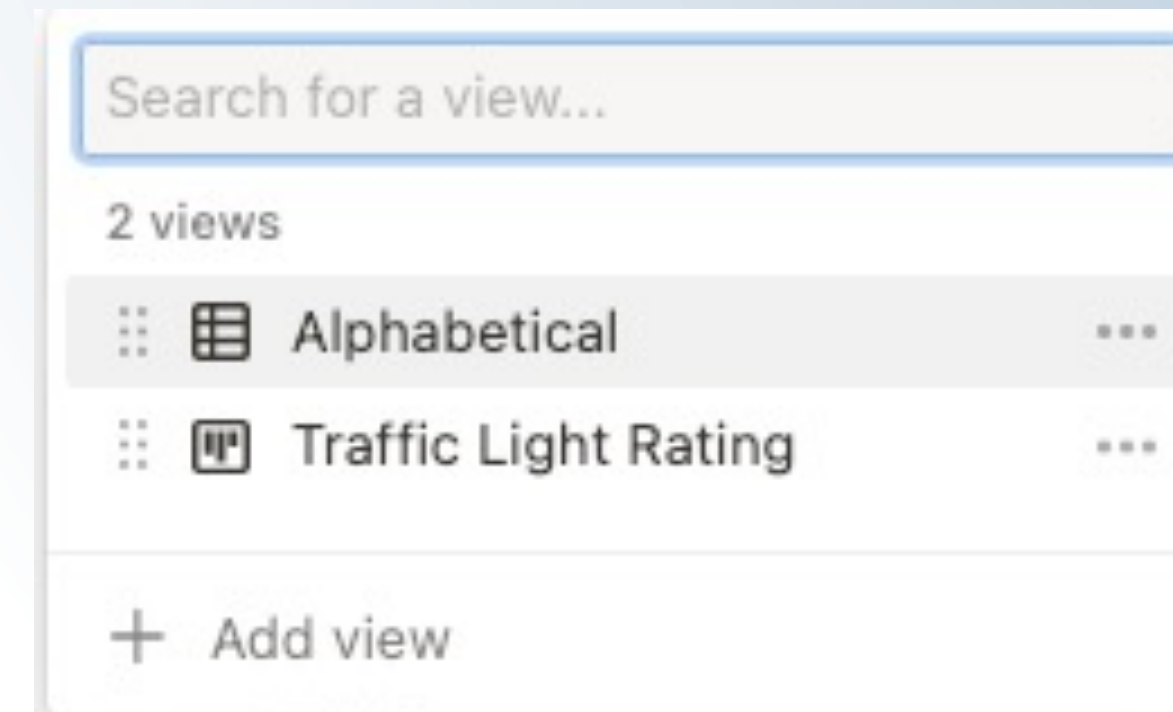 Search for a view...
2 views
Alphabetical
Traffic Light Rating
Add view